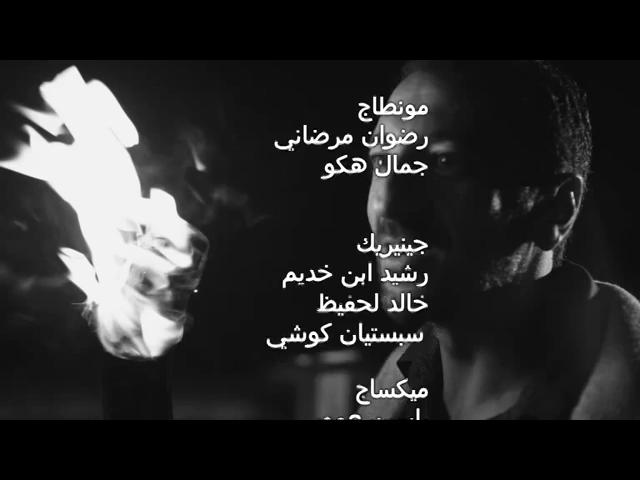 مونطاج
رضوان مرضاني
جمال هكو
جينيريك
رشيد ابن خديم
خالد لحفيظ
سبستيان كوشي
ميكساج